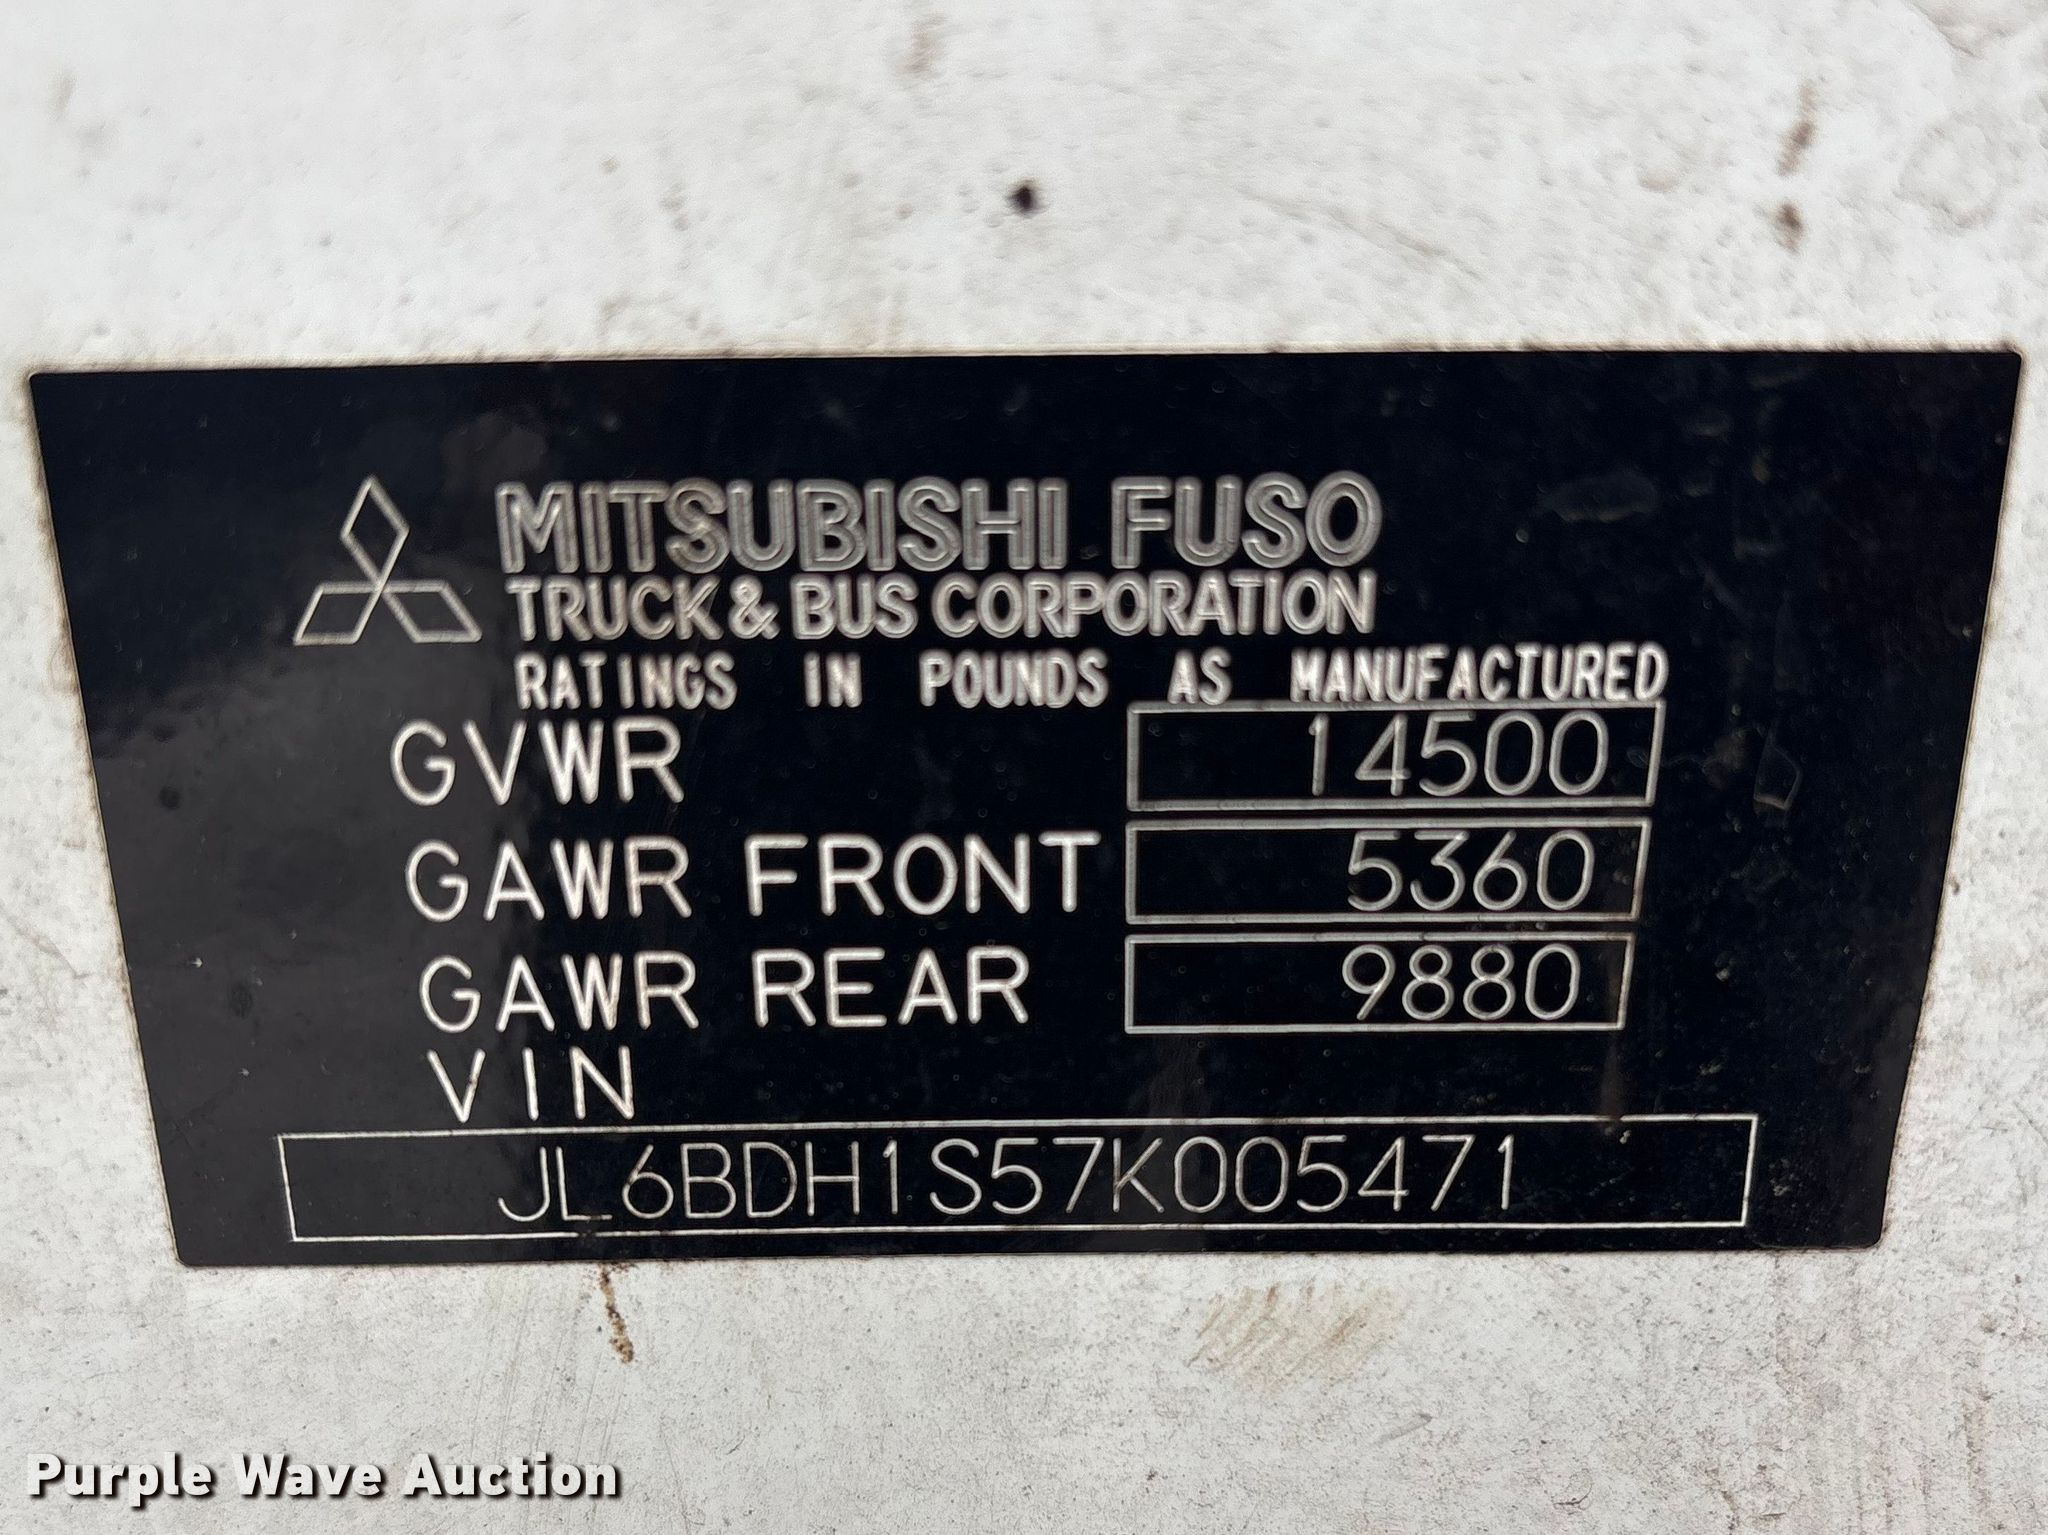 MITSUBISHI FUSO
TRUCK & BUS CORPORATION
RATINGS IN POUNDS AS MANUFACTURED
GVWR 14500
GAWR FRONT 5360
GAWR REAR 9880
VIN
JL6BDH1S57K005471
Purple Wave Auction